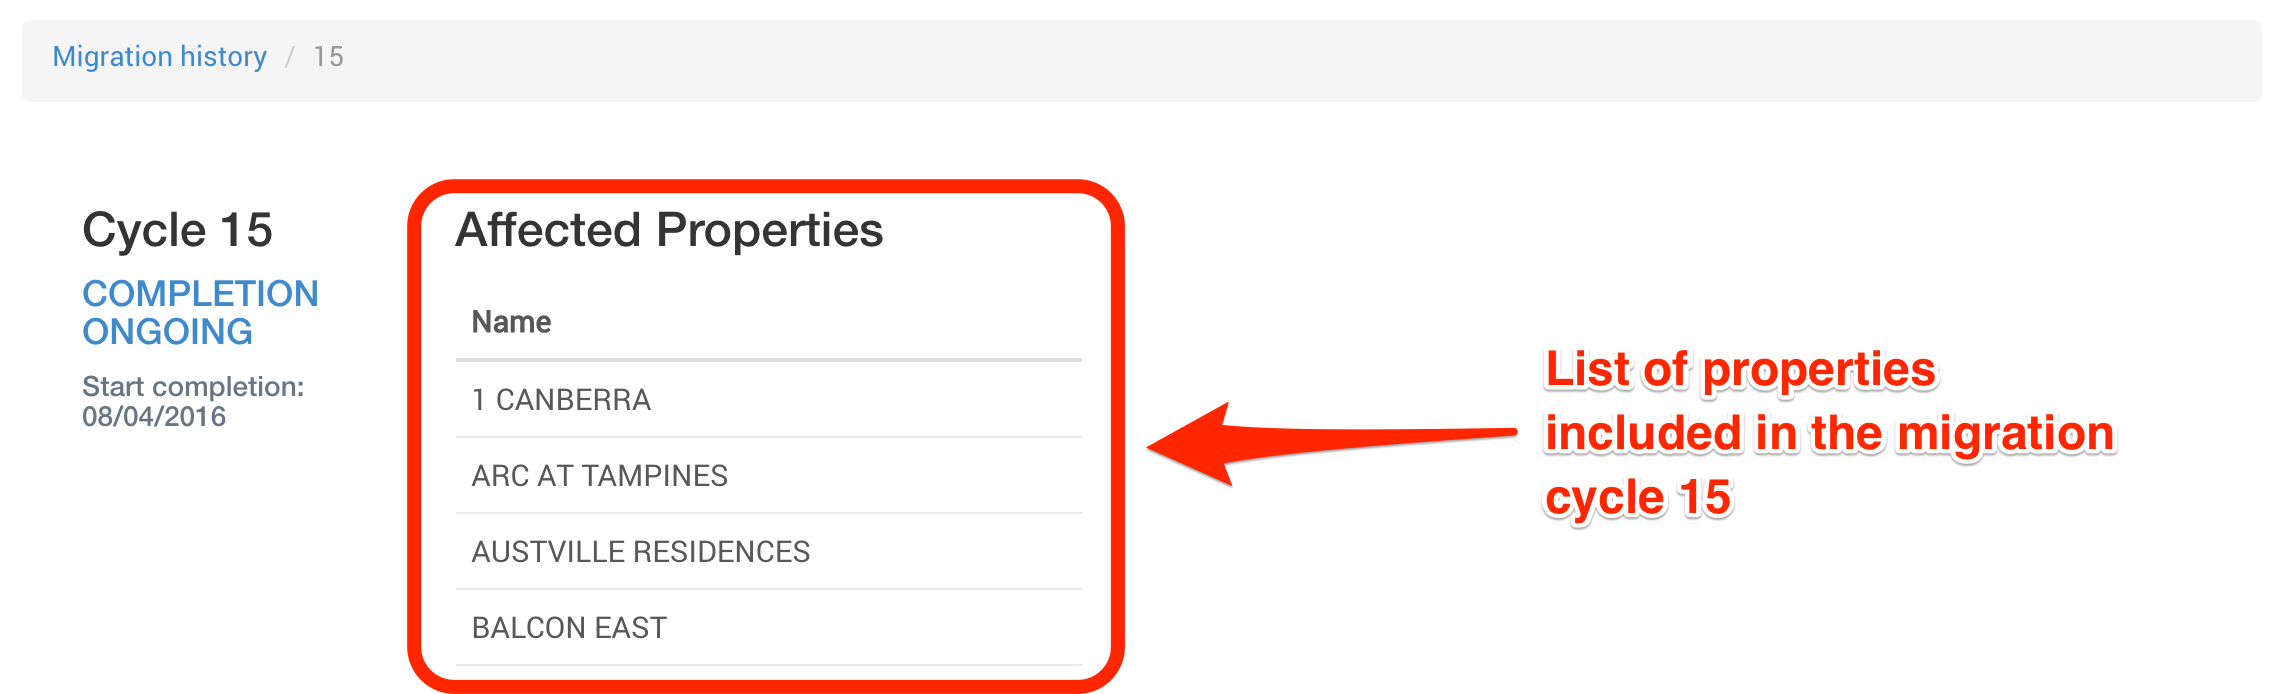 Migration history / 15
Cycle 15
COMPLETION
ONGOING
Start completion:
08/04/2016
Affected Properties
Name
1 CANBERRA
ARC AT TAMPINES
AUSTVILLE RESIDENCES
BALCON EAST
List of properties
included in the migration
cycle 15